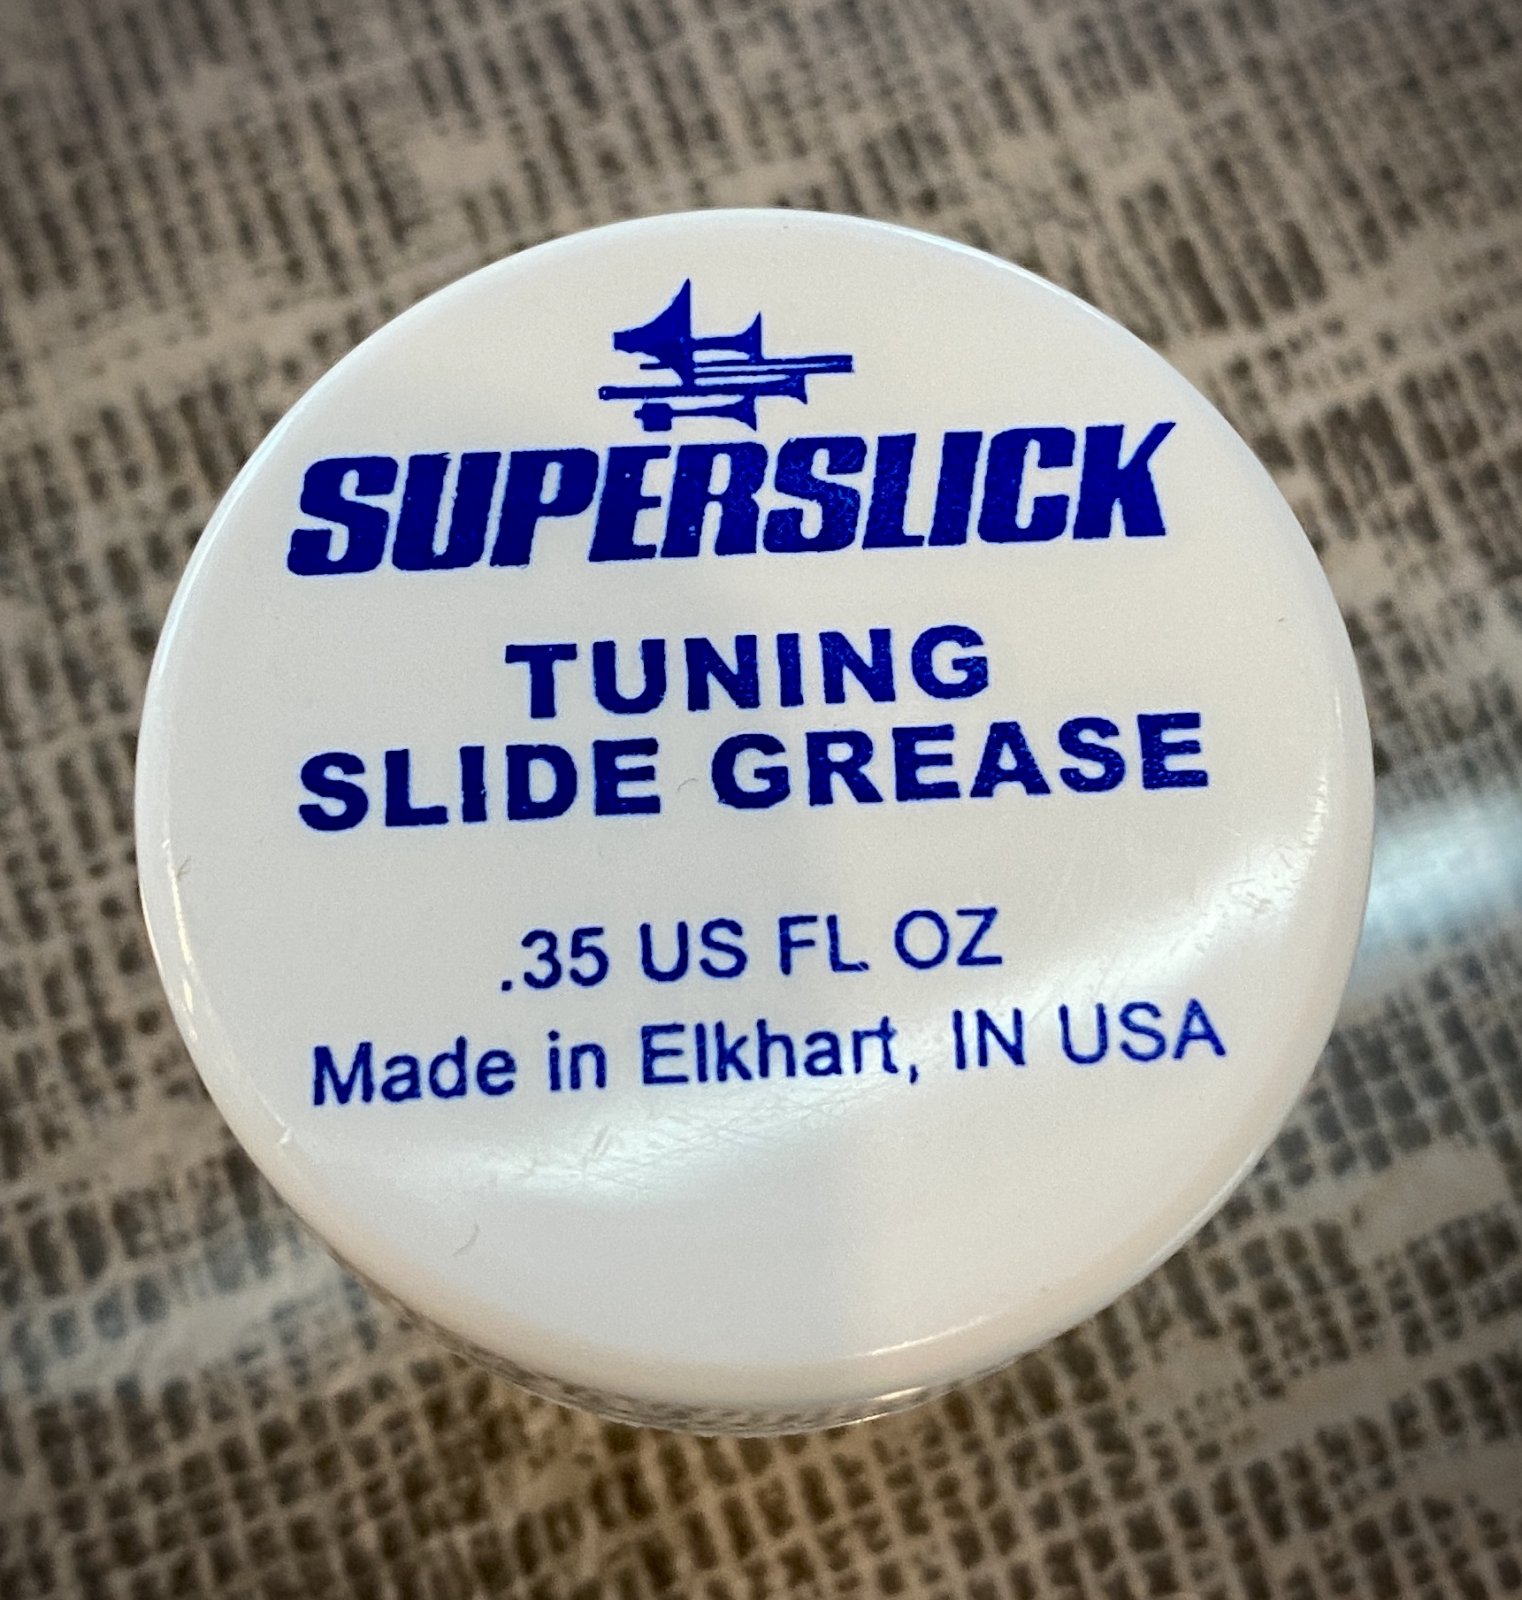 SUPERSLICK
TUNING
SLIDE GREASE
.35 US FL OZ
Made in Elkhart, IN USA